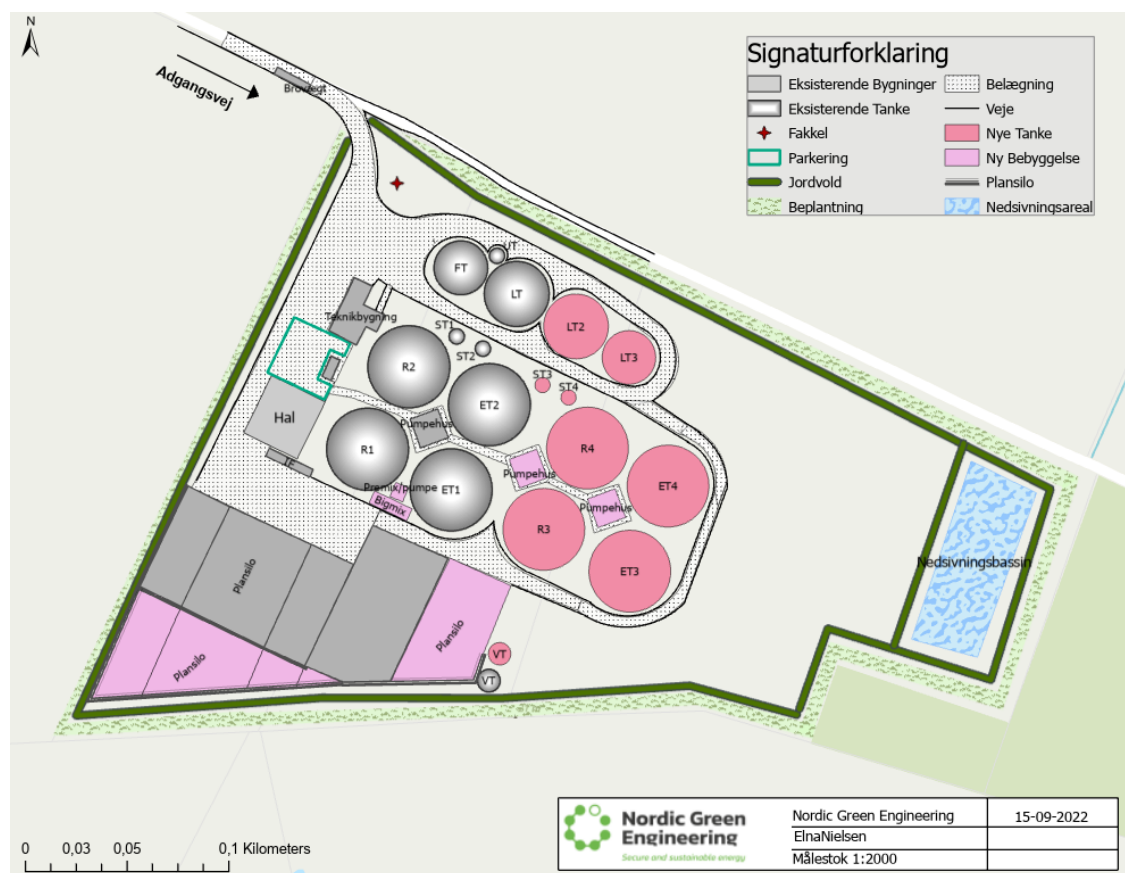 N
Adgangsvej
Brovægt
Signaturforklaring
Eksisterende Bygninger
Eksisterende Tanke
Fakkel
Parkering
Jordvold
Beplantning
Belægning
Veje
Nye Tanke
Ny Bebyggelse
Plansilo
Nedsivningsareal
UT
FT
LT
LT2
LT3
Teknikbygning
ST1
ST2
ST3
ST4
R2
ET2
Hal
Pumpehus
R1
R4
Pumpehus
ET4
Premix/pumpe
ET1
Bigmix
Pumpehus
R3
ET3
Nedsivningsbassin
Plansilo
Plansilo
Plansilo
VT
VT
Nordic Green
Engineering
Secure and sustainable energy
Nordic Green Engineering
15-09-2022
ElnaNielsen
Målestok 1:2000
0 0,03 0,05 0,1 Kilometers